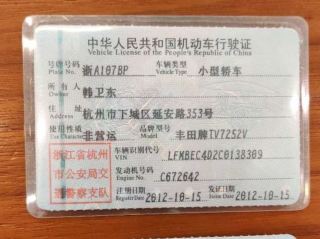 中华人民共和国机动车行驶证
Vehicle License of the People's Republic of China
号牌号码 浙A107BP 车辆类型 小型轿车
Plate No. Vehicle Type
所有人 韩卫东
Owner
住址 杭州市下城区延安路353号
Address
使用性质 非营运 品牌型号 丰田牌TV7252V
Use Character Model
浙江省杭州市公安局交通警察支队
车辆识别代号 LFMBEC4D2C0138309
VIN
发动机号码 C672642
Engine No.
注册日期 2012-10-15 发证日期 2012-10-15
Register Date Issue Date